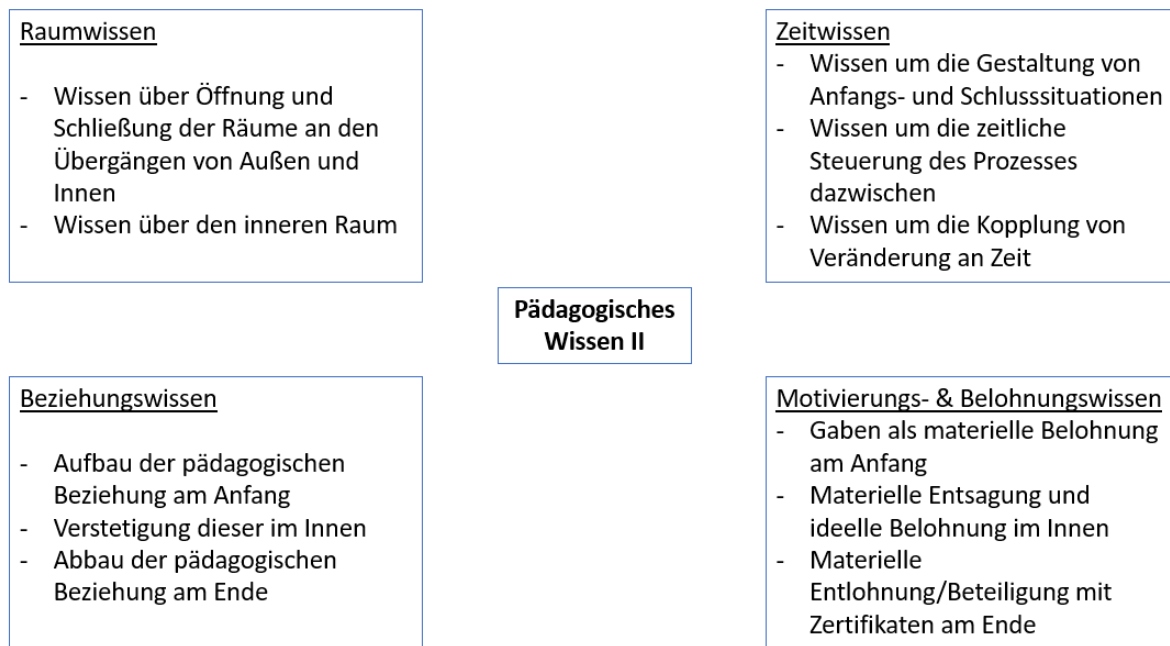 Raumwissen
- Wissen über Öffnung und
Schließung der Räume an den
Übergängen von Außen und
Innen
- Wissen über den inneren Raum
Zeitwissen
- Wissen um die Gestaltung von
Anfangs- und Schlusssituationen
- Wissen um die zeitliche
Steuerung des Prozesses
dazwischen
- Wissen um die Kopplung von
Veränderung an Zeit
Pädagogisches
Wissen II
Beziehungswissen
- Aufbau der pädagogischen
Beziehung am Anfang
- Verstetigung dieser im Innen
- Abbau der pädagogischen
Beziehung am Ende
Motivierungs- & Belohnungswissen
- Gaben als materielle Belohnung
am Anfang
- Materielle Entsagung und
ideelle Belohnung im Innen
- Materielle
Entlohnung/Beteiligung mit
Zertifikaten am Ende